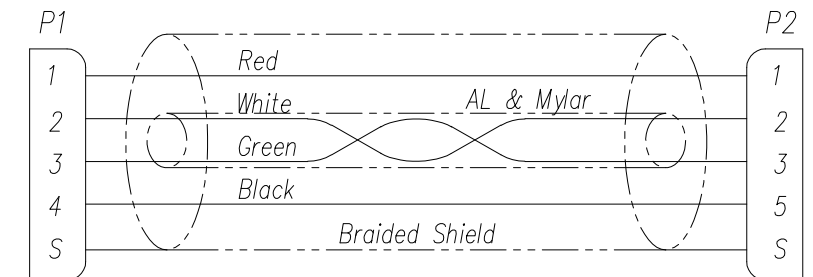 P1 P2
1 Red 1
2 White AL & Mylar 2
3 Green 3
4 Black 5
S Braided Shield S